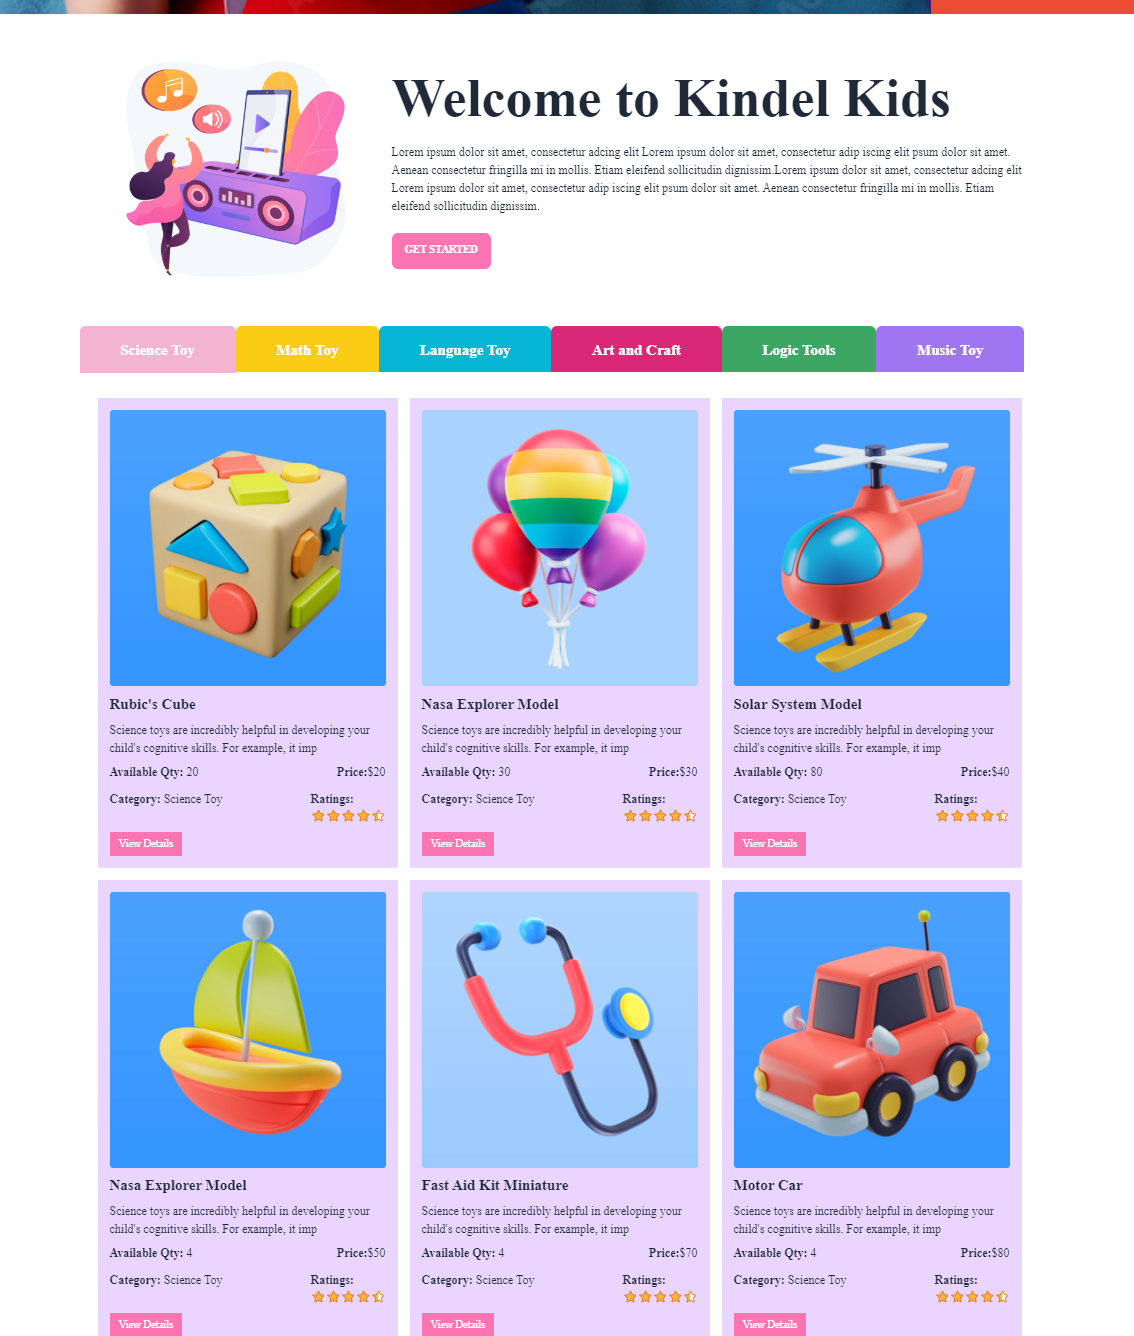 Welcome to Kindel Kids
Lorem ipsum dolor sit amet, consectetur adcing elit Lorem ipsum dolor sit amet, consectetur adip iscing elit psum dolor sit amet.
Aenean consectetur fringilla mi in mollis. Etiam eleifend sollicitudin dignissim.Lorem ipsum dolor sit amet, consectetur adcing elit
Lorem ipsum dolor sit amet, consectetur adip iscing elit psum dolor sit amet. Aenean consectetur fringilla mi in mollis. Etiam
eleifend sollicitudin dignissim.
GET STARTED
Science Toy Math Toy Language Toy Art and Craft Logic Tools Music Toy
Rubic's Cube
Science toys are incredibly helpful in developing your
child's cognitive skills. For example, it imp
Available Qty: 20 Price:$20
Category: Science Toy Ratings:
View Details
Nasa Explorer Model
Science toys are incredibly helpful in developing your
child's cognitive skills. For example, it imp
Available Qty: 30 Price:$30
Category: Science Toy Ratings:
View Details
Solar System Model
Science toys are incredibly helpful in developing your
child's cognitive skills. For example, it imp
Available Qty: 80 Price:$40
Category: Science Toy Ratings:
View Details
Nasa Explorer Model
Science toys are incredibly helpful in developing your
child's cognitive skills. For example, it imp
Available Qty: 4 Price:$50
Category: Science Toy Ratings:
View Details
Fast Aid Kit Miniature
Science toys are incredibly helpful in developing your
child's cognitive skills. For example, it imp
Available Qty: 4 Price:$70
Category: Science Toy Ratings:
View Details
Motor Car
Science toys are incredibly helpful in developing your
child's cognitive skills. For example, it imp
Available Qty: 4 Price:$80
Category: Science Toy Ratings:
View Details